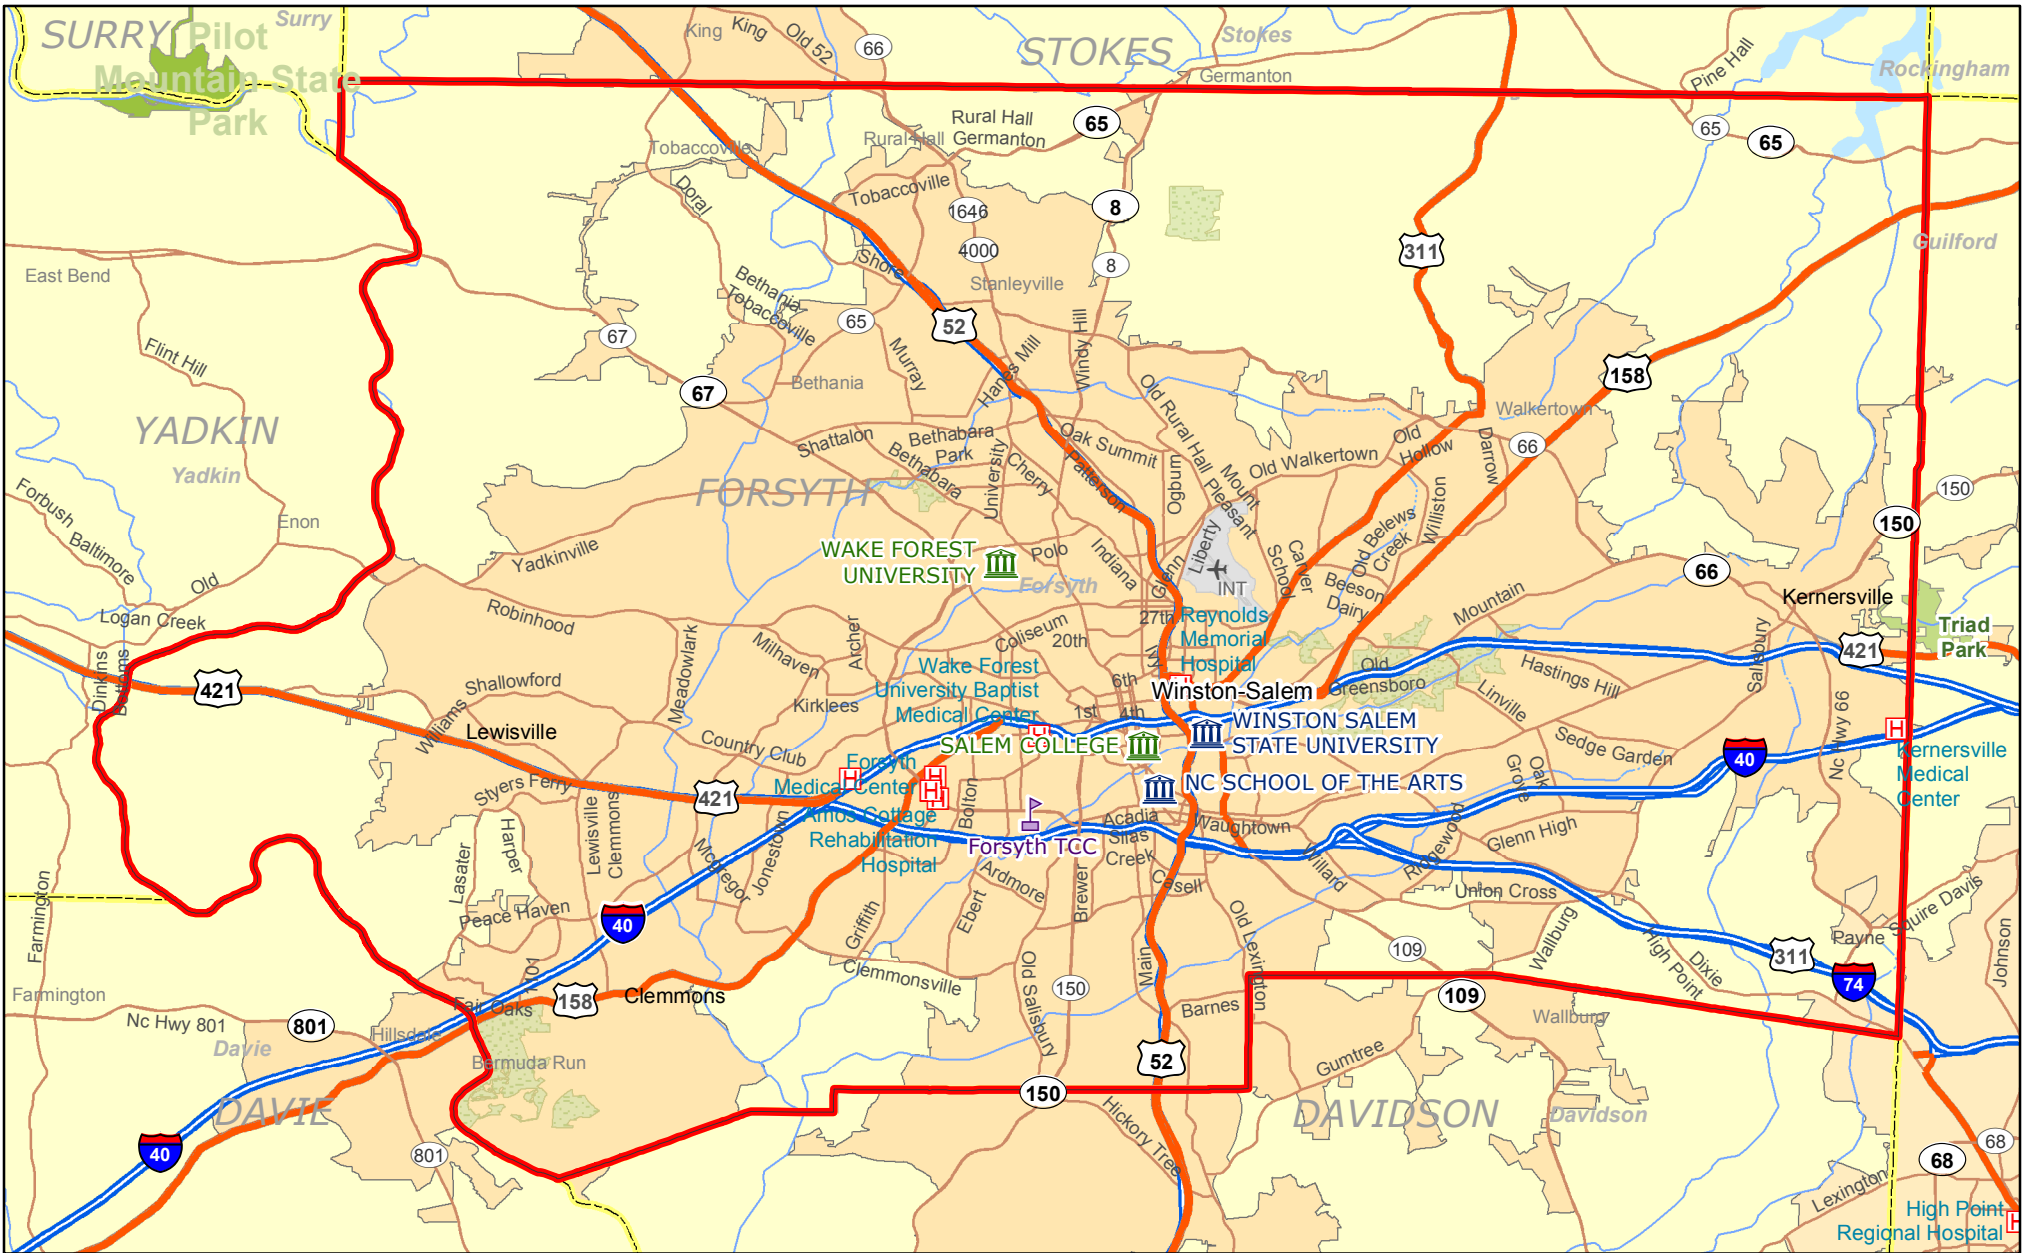 SURRY
Surry
Pilot
Mountain State
Park
King
King
Old 52
66
STOKES
Stokes
Germanton
Pine Hall
Rockingham
65
65
Rural Hall
Rural Hall
Germanton
65
Tobaccoville
Tobaccoville
Doral
1646
4000
8
8
311
Guilford
East Bend
Shore
Stanleyville
Bethania
Tobaccoville
65
52
67
67
Flint Hill
Murray
Hanes Mill
Windy Hill
158
Bethania
Old Rural Hall
Walkertown
YADKIN
Yadkin
Shattalon
Bethabara
Park
Bethabara
University
Cherry
Oak Summit
Patterson
Ogburn
Mount
Pleasant
Old Walkertown
Old
Hollow
Darrow
66
FORSYTH
Forbush
Baltimore
Enon
Williston
150
150
Yadkinville
WAKE FOREST
UNIVERSITY
Polo
Indiana
Glenn
Liberty
INT
School
Carver
Old Belews
Creek
Beeson
Dairy
Forsyth
66
Kernersville
Old
Logan Creek
Robinhood
Meadowlark
Milhaven
Archer
Coliseum
20th
27th
Ivy
Reynolds
Memorial
Hospital
Mountain
Salisbury
421
Triad
Park
Dinkins
Bottoms
421
Shallowford
Williams
Lewisville
Kirklees
Wake Forest
University Baptist
Medical Center
6th
1st
4th
Winston-Salem
Old
Greensboro
Hastings Hill
Linville
Nc Hwy 66
Country Club
SALEM COLLEGE
WINSTON SALEM
STATE UNIVERSITY
Sedge Garden
Oak
Grove
40
Kernersville
Medical
Center
Styers Ferry
421
Forsyth
Medical Center
Amos Cottage
Rehabilitation
Hospital
Bolton
NC SCHOOL OF THE ARTS
Forsyth TCC
Acadia
Silas
Creek
Waughtown
Ridgewood
Glenn High
Lasater
Harper
Lewisville
Clemmons
Mcgregor
Jonestown
Ardmore
Casell
Willard
Union Cross
Farmington
Peace Haven
40
Griffith
Ebert
Brewer
Old Lexington
109
Wallburg
High Point
Dixie
Payne
Squire Davis
311
74
Johnson
Farmington
Nc Hwy 801
801
Hillsdale
Davie
Fair Oaks
1101
158
Clemmons
Clemmonsville
Old Salisbury
150
Main
Barnes
109
Wallburg
Bermuda Run
52
Gumtree
DAVIE
150
Hickory Tree
DAVIDSON
Davidson
40
801
68
68
Lexington
High Point
Regional Hospital
H
H
H
H
H
H
H
H